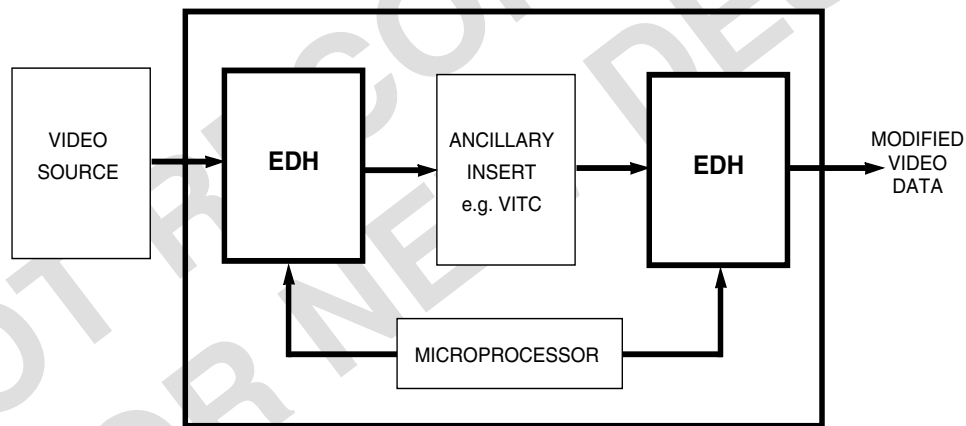 VIDEO
SOURCE
EDH
ANCILLARY
INSERT
e.g. VITC
EDH
MODIFIED
VIDEO
DATA
MICROPROCESSOR